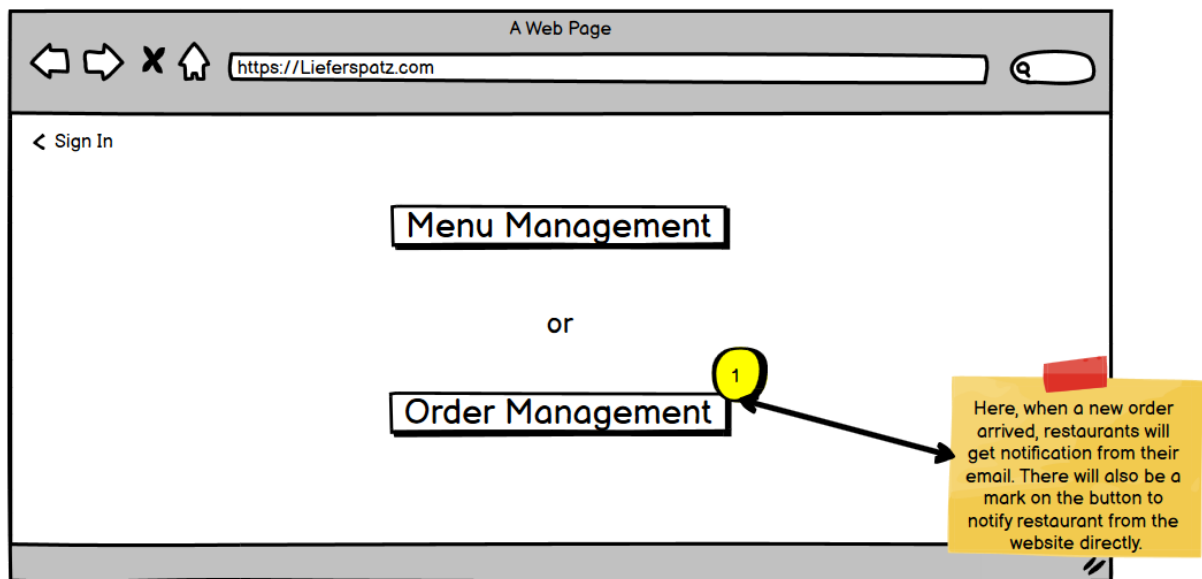 A Web Page
https://Lieferspatz.com
Sign In
Menu Management
or
1
Order Management
Here, when a new order
arrived, restaurants will
get notification from their
email. There will also be a
mark on the button to
notify restaurant from the
website directly.